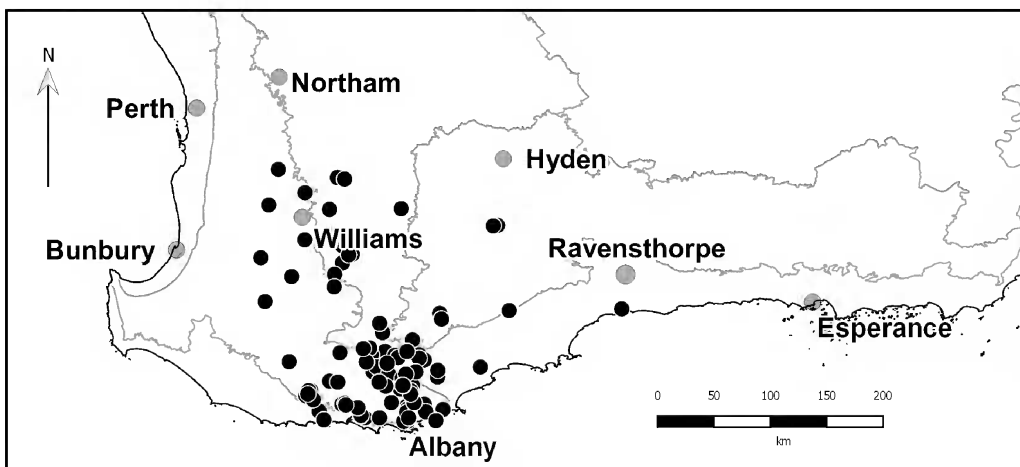 N
Northam
Perth
Hyden
Williams
Bunbury
Ravensthorpe
Esperance
0 50 100 150 200
km
Albany